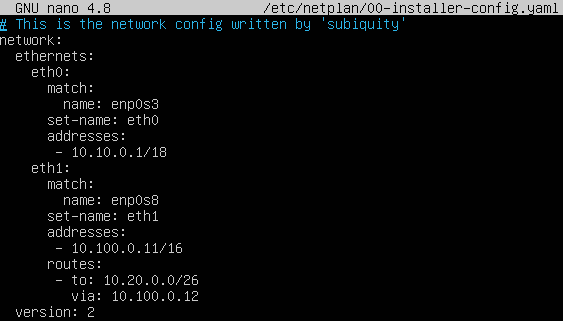 GNU nano 4.8 /etc/netplan/00-installer-config.yaml
# This is the network config written by 'subiquity'
network:
  ethernets:
    eth0:
      match:
        name: enp0s3
      set-name: eth0
      addresses:
       - 10.10.0.1/18
    eth1:
      match:
        name: enp0s8
      set-name: eth1
      addresses:
       - 10.100.0.11/16
      routes:
       - to: 10.20.0.0/26
         via: 10.100.0.12
  version: 2